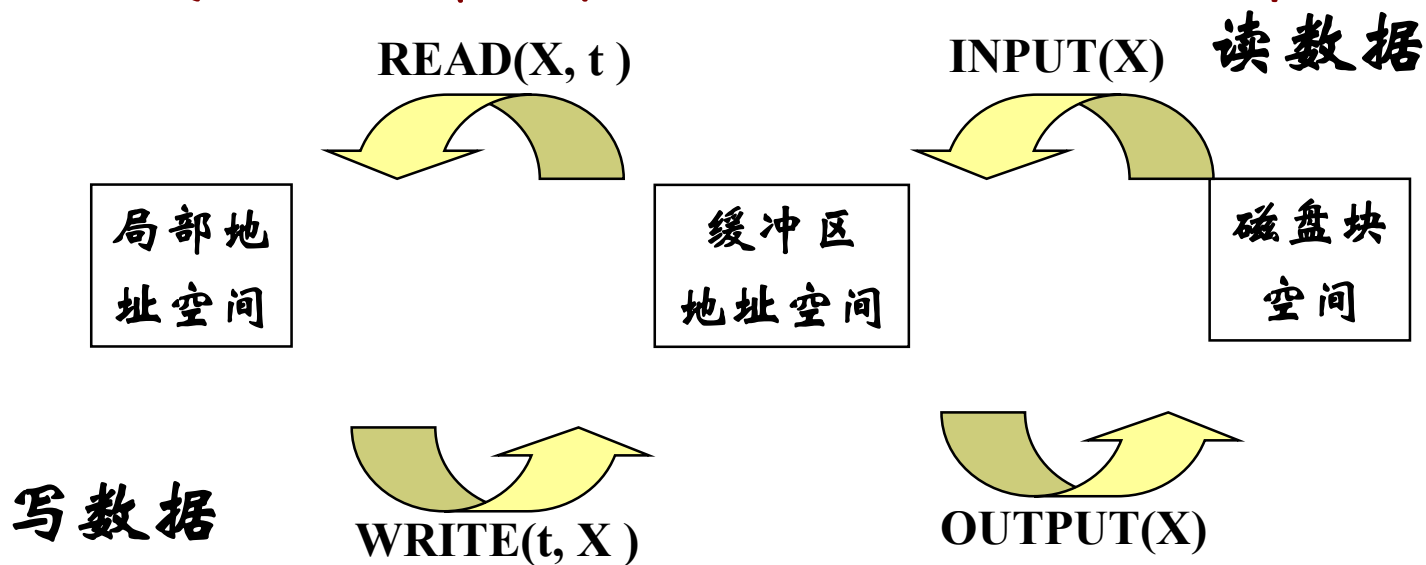 READ(X, t )
INPUT(X)
读数据
局部地
址空间
缓冲区
地址空间
磁盘块
空间
写数据
WRITE(t, X )
OUTPUT(X)